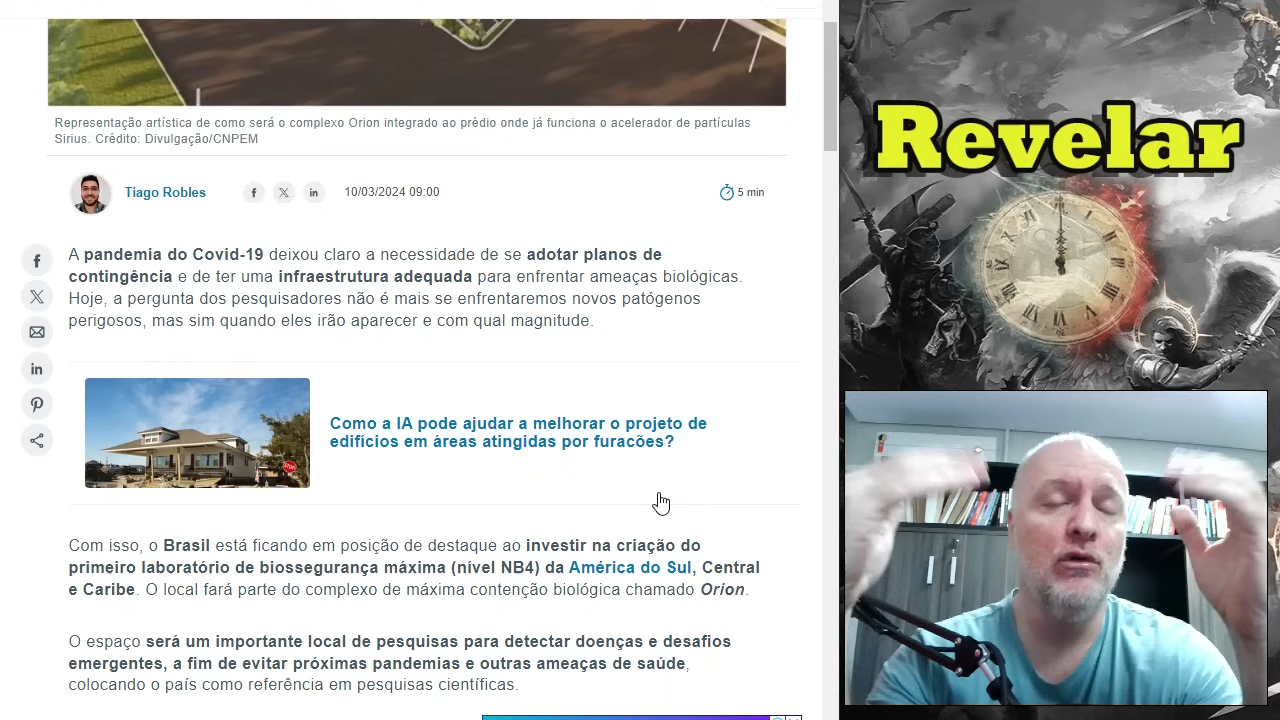 Representação artística de como será o complexo Orion integrado ao prédio onde já funciona o acelerador de partículas
Sirius. Crédito: Divulgação/CNPEM
Tiago Robles
10/03/2024 09:00
5 min
A pandemia do Covid-19 deixou claro a necessidade de se adotar planos de
contingência e de ter uma infraestrutura adequada para enfrentar ameaças biológicas.
Hoje, a pergunta dos pesquisadores não é mais se enfrentaremos novos patógenos
perigosos, mas sim quando eles irão aparecer e com qual magnitude.
Como a IA pode ajudar a melhorar o projeto de
edifícios em áreas atingidas por furacões?
STOP
Com isso, o Brasil está ficando em posição de destaque ao investir na criação do
primeiro laboratório de biossegurança máxima (nível NB4) da América do Sul, Central
e Caribe. O local fará parte do complexo de máxima contenção biológica chamado Orion.
O espaço será um importante local de pesquisas para detectar doenças e desafios
emergentes, a fim de evitar próximas pandemias e outras ameaças de saúde,
colocando o país como referência em pesquisas científicas.
Revelar